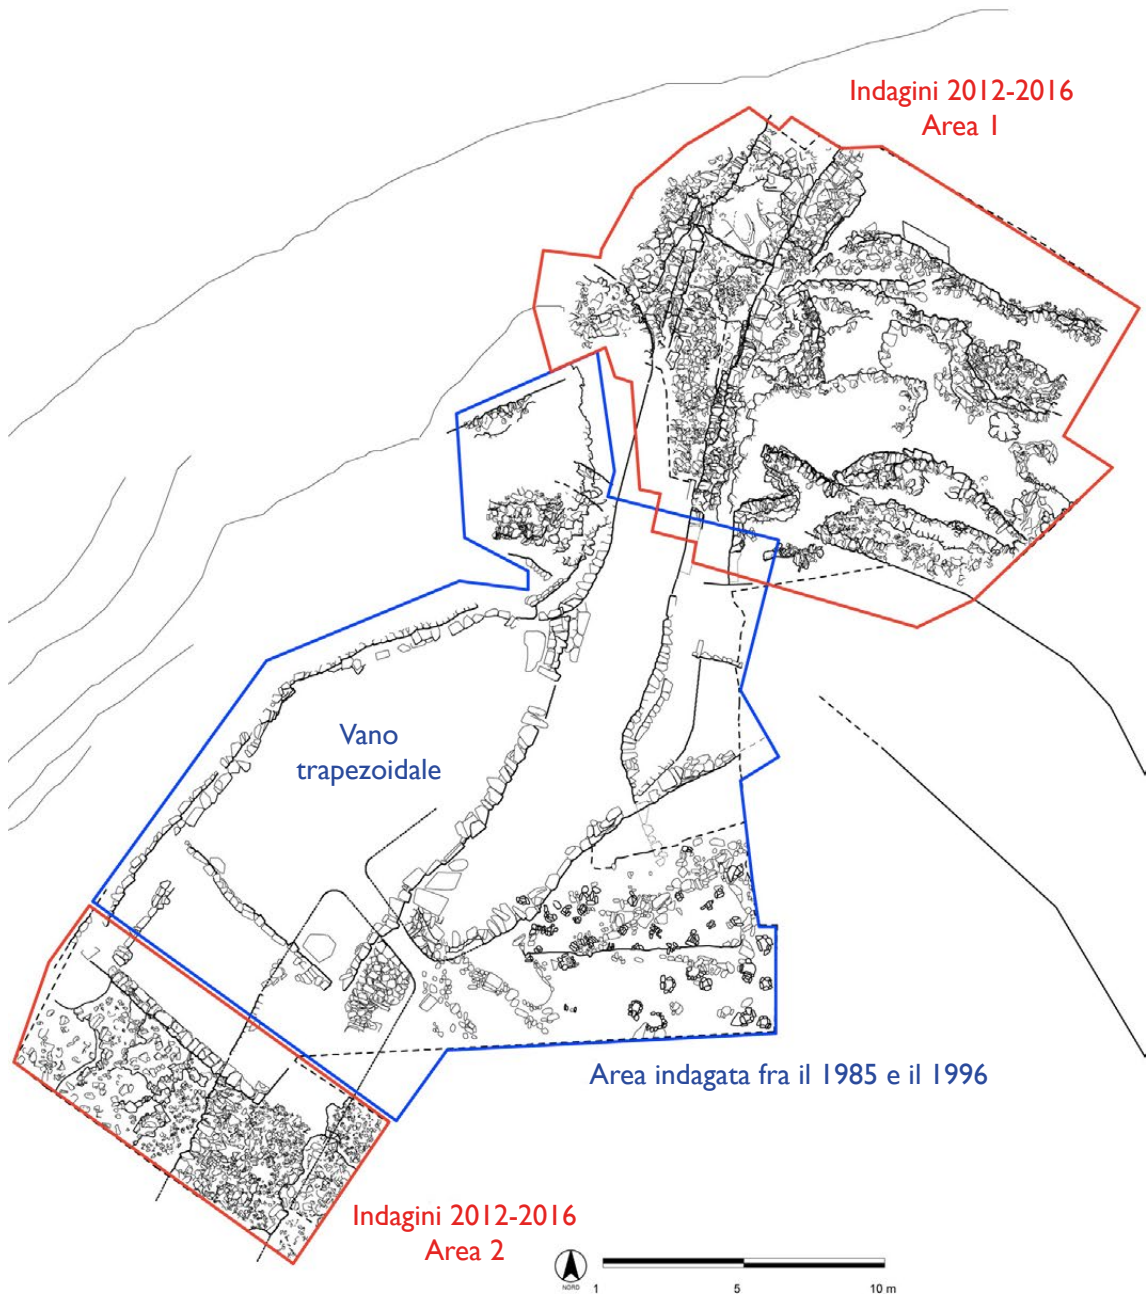 Indagini 2012-2016
Area 1
Vano
trapezoidale
Area indagata fra il 1985 e il 1996
Indagini 2012-2016
Area 2
NORD
1 5 10 m